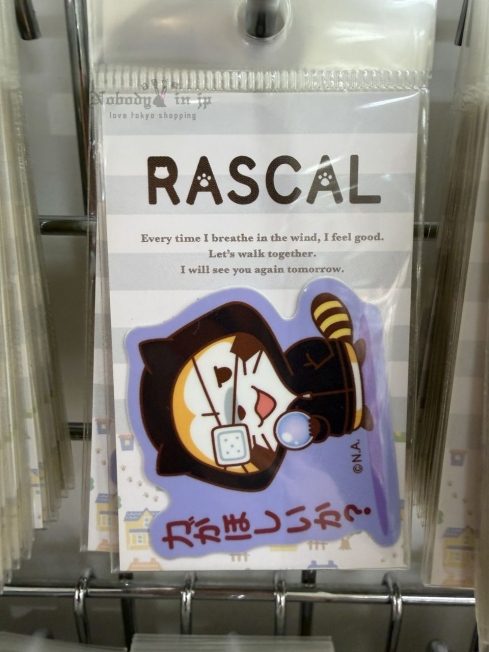 Nobody in jp
love tokyo shopping
RASCAL
Every time I breathe in the wind, I feel good.
Let's walk together.
I will see you again tomorrow.
©N.A.
力がほしいか?